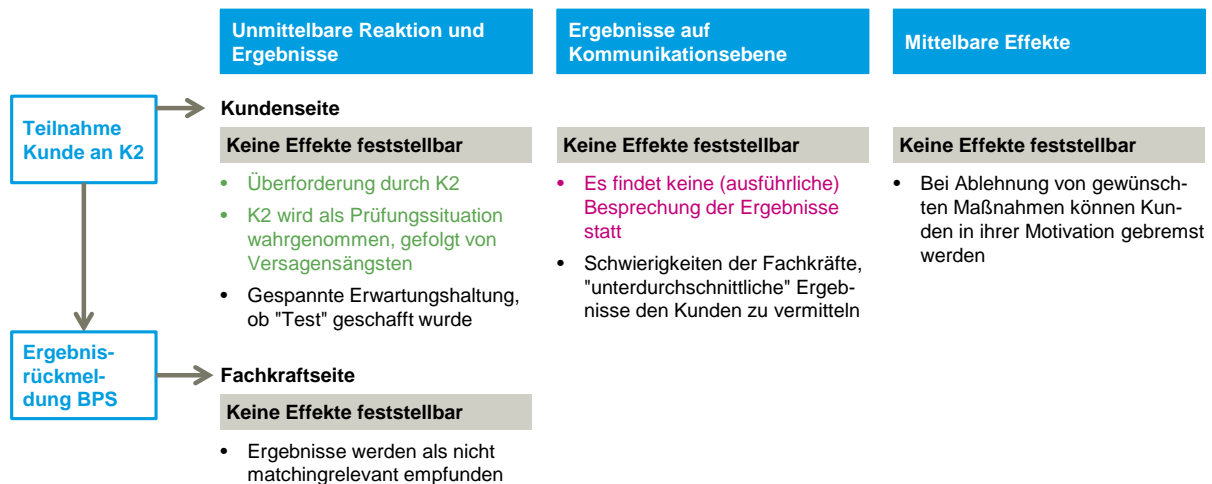 Unmittelbare Reaktion und
Ergebnisse
Ergebnisse auf
Kommunikationsebene
Mittelbare Effekte
Teilnahme
Kunde an K2
Kundenseite
Keine Effekte feststellbar
• Überforderung durch K2
• K2 wird als Prüfungssituation
wahrgenommen, gefolgt von
Versagensängsten
• Gespannte Erwartungshaltung,
ob "Test" geschafft wurde
Keine Effekte feststellbar
• Es findet keine (ausführliche)
Besprechung der Ergebnisse
statt
• Schwierigkeiten der Fachkräfte,
"unterdurchschnittliche" Ergeb-
nisse den Kunden zu vermitteln
Keine Effekte feststellbar
• Bei Ablehnung von gewünsch-
ten Maßnahmen können Kun-
den in ihrer Motivation gebremst
werden
Ergebnis-
rückmel-
dung BPS
Fachkraftseite
Keine Effekte feststellbar
• Ergebnisse werden als nicht
matchingrelevant empfunden